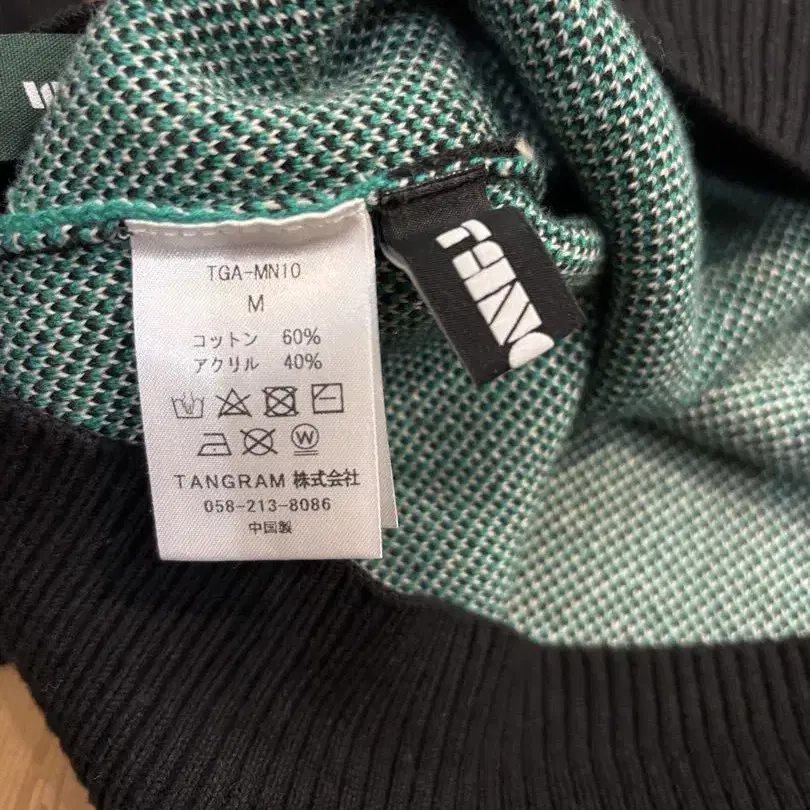 TGA-MN10
M
コットン 60%
アクリル 40%
W
TANGRAM 株式会社
058-213-8086
中国製